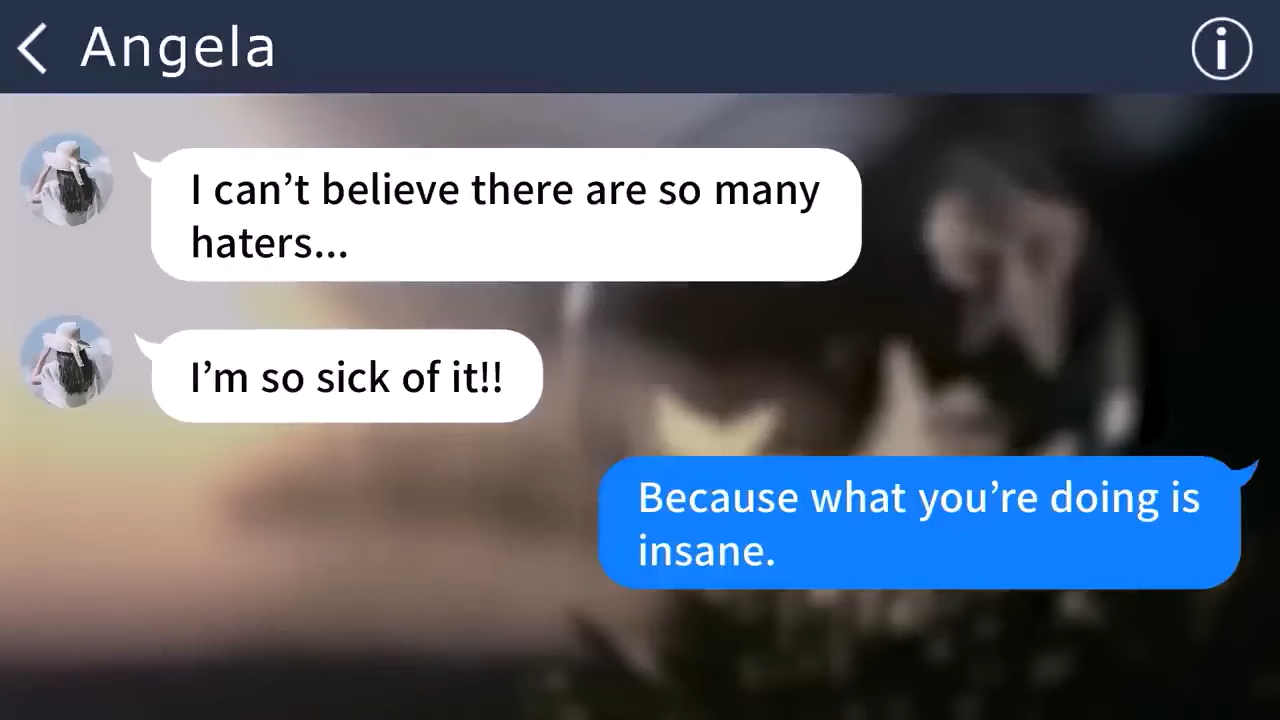 Angela
I can’t believe there are so many
haters...
I’m so sick of it!!
Because what you’re doing is
insane.